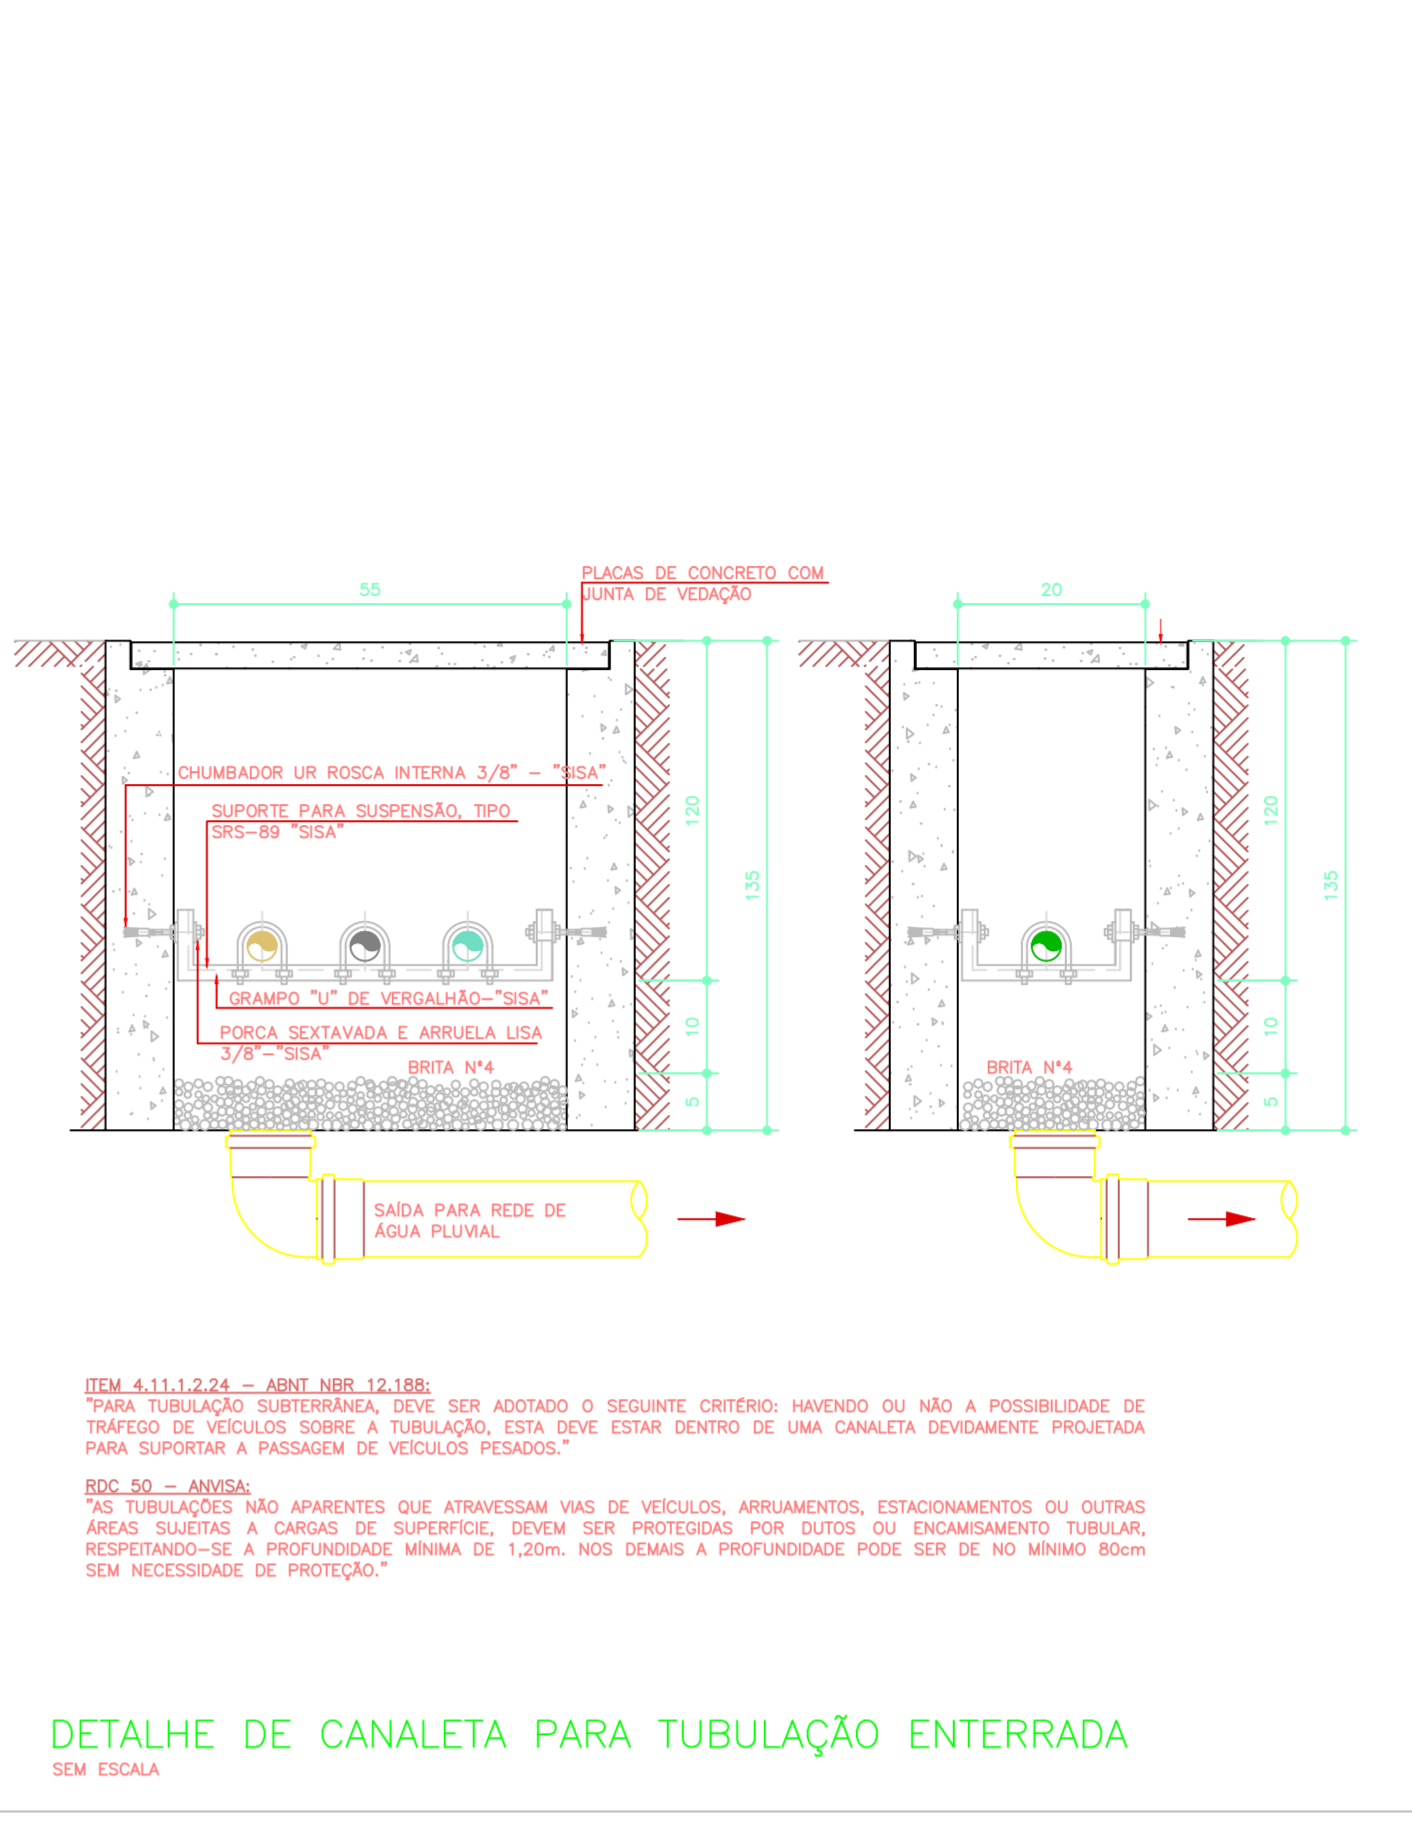 PLACAS DE CONCRETO COM
JUNTA DE VEDAÇÃO
55
20
CHUMBADOR UR ROSCA INTERNA 3/8" - "SISA"
SUPORTE PARA SUSPENSÃO, TIPO
SRS-89 "SISA"
120
135
120
135
GRAMPO "U" DE VERGALHÃO-"SISA"
PORCA SEXTAVADA E ARRUELA LISA
3/8"-"SISA"
10
10
BRITA N°4
BRITA N°4
5
5
SAÍDA PARA REDE DE
ÁGUA PLUVIAL
ITEM 4.11.1.2.24 - ABNT NBR 12.188:
"PARA TUBULAÇÃO SUBTERRÂNEA, DEVE SER ADOTADO O SEGUINTE CRITÉRIO: HAVENDO OU NÃO A POSSIBILIDADE DE
TRÁFEGO DE VEÍCULOS SOBRE A TUBULAÇÃO, ESTA DEVE ESTAR DENTRO DE UMA CANALETA DEVIDAMENTE PROJETADA
PARA SUPORTAR A PASSAGEM DE VEÍCULOS PESADOS."
RDC 50 - ANVISA:
"AS TUBULAÇÕES NÃO APARENTES QUE ATRAVESSAM VIAS DE VEÍCULOS, ARRUAMENTOS, ESTACIONAMENTOS OU OUTRAS
ÁREAS SUJEITAS A CARGAS DE SUPERFÍCIE, DEVEM SER PROTEGIDAS POR DUTOS OU ENCAMISAMENTO TUBULAR,
RESPEITANDO-SE A PROFUNDIDADE MÍNIMA DE 1,20m. NOS DEMAIS A PROFUNDIDADE PODE SER DE NO MÍNIMO 80cm
SEM NECESSIDADE DE PROTEÇÃO."
DETALHE DE CANALETA PARA TUBULAÇÃO ENTERRADA
SEM ESCALA